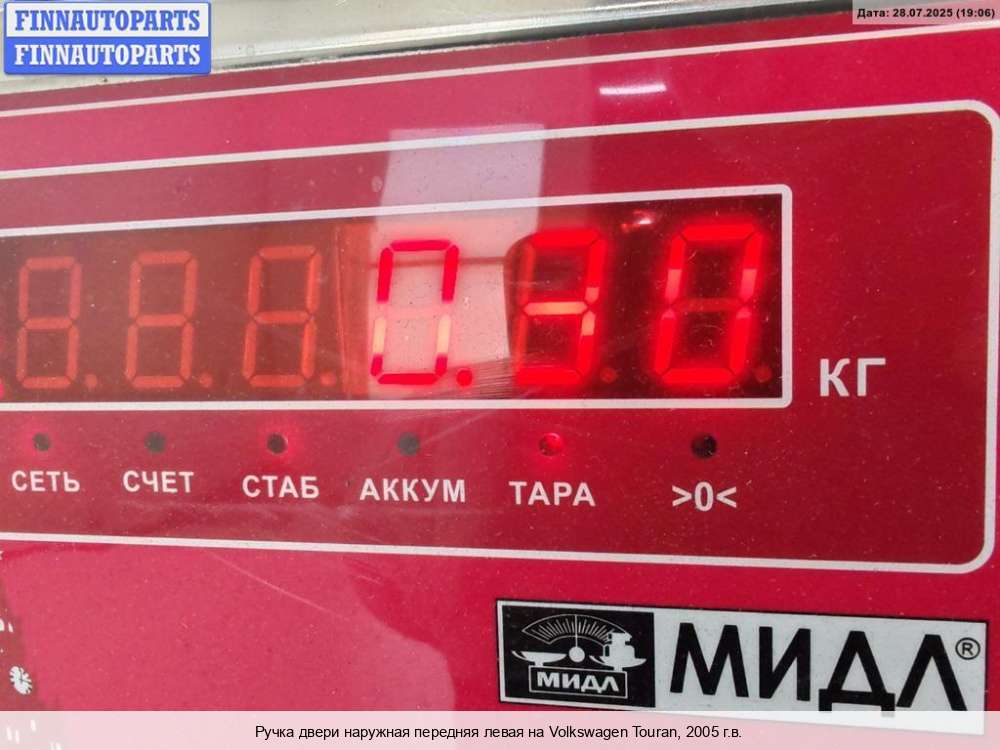 FINNAUTOPARTS
FINNAUTOPARTS
Дата: 28.07.2025 (19:06)
0.30
КГ
СЕТЬ СЧЕТ СТАБ АККУМ ТАРА >0<
МИДЛ
МИДЛ®
Ручка двери наружная передняя левая на Volkswagen Touran, 2005 г.в.